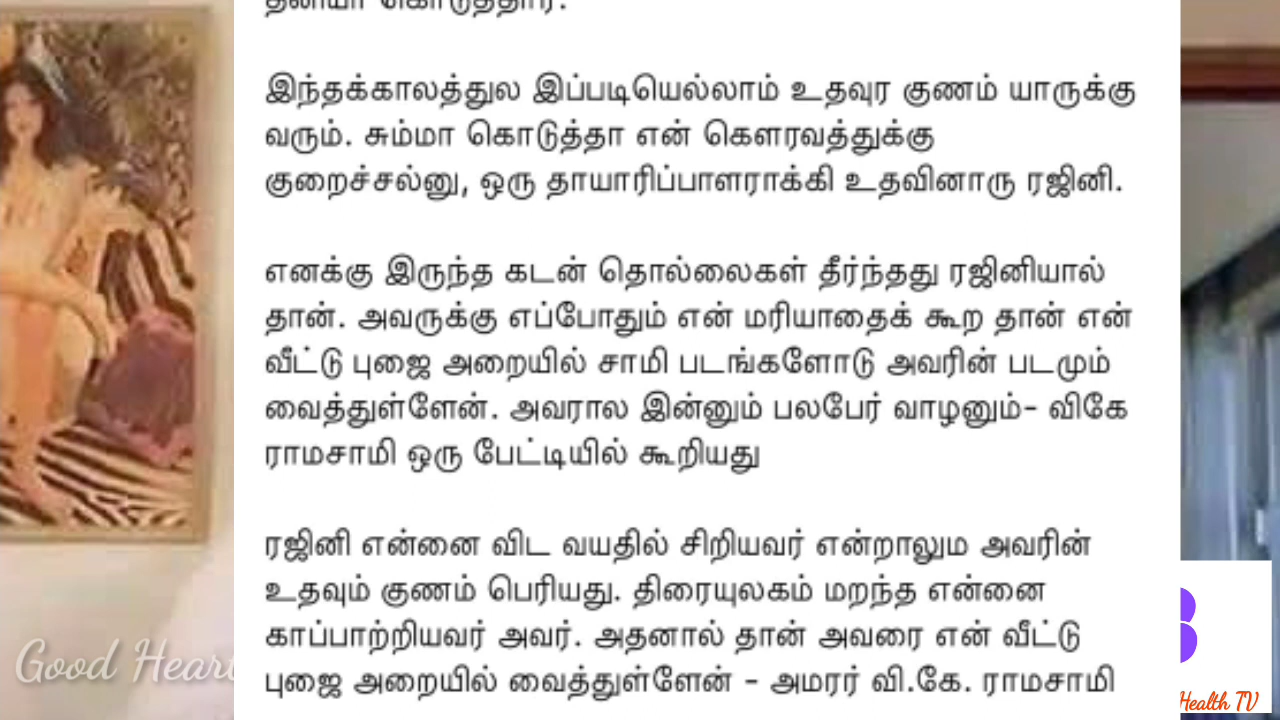 தனியா கொடுத்தார்.
இந்தக்காலத்துல இப்படியெல்லாம் உதவுர குணம் யாருக்கு
வரும். சும்மா கொடுத்தா என் கௌரவத்துக்கு
குறைச்சல்னு, ஒரு தாயாரிப்பாளராக்கி உதவினாரு ரஜினி.
எனக்கு இருந்த கடன் தொல்லைகள் தீர்ந்தது ரஜினியால்
தான். அவருக்கு எப்போதும் என் மரியாதைக் கூற தான் என்
வீட்டு புஜை அறையில் சாமி படங்களோடு அவரின் படமும்
வைத்துள்ளேன். அவரால இன்னும் பலபேர் வாழனும்- விகே
ராமசாமி ஒரு பேட்டியில் கூறியது
ரஜினி என்னை விட வயதில் சிறியவர் என்றாலும அவரின்
உதவும் குணம் பெரியது. திரையுலகம் மறந்த என்னை
காப்பாற்றியவர் அவர். அதனால் தான் அவரை என் வீட்டு
புஜை அறையில் வைத்துள்ளேன் - அமரர் வி.கே. ராமசாமி
Good Heart
Health TV